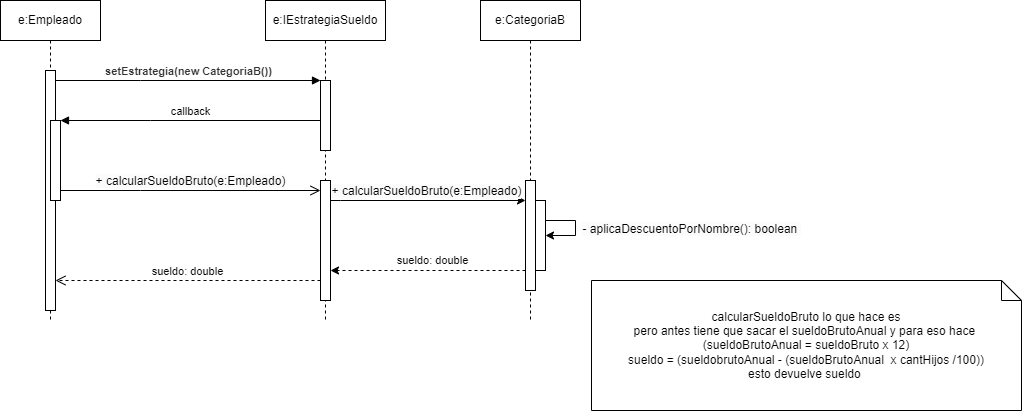 e:Empleado
e:IEstrategiaSueldo
e:CategoriaB
setEstrategia(new CategoriaB())
callback
+ calcularSueldoBruto(e:Empleado)
+ calcularSueldoBruto(e:Empleado)
- aplicaDescuentoPorNombre(): boolean
sueldo: double
sueldo: double
calcularSueldoBruto lo que hace es
pero antes tiene que sacar el sueldoBrutoAnual y para eso hace
(sueldoBrutoAnual = sueldoBruto x 12)
sueldo = (sueldobrutoAnual - (sueldoBrutoAnual x cantHijos /100))
esto devuelve sueldo